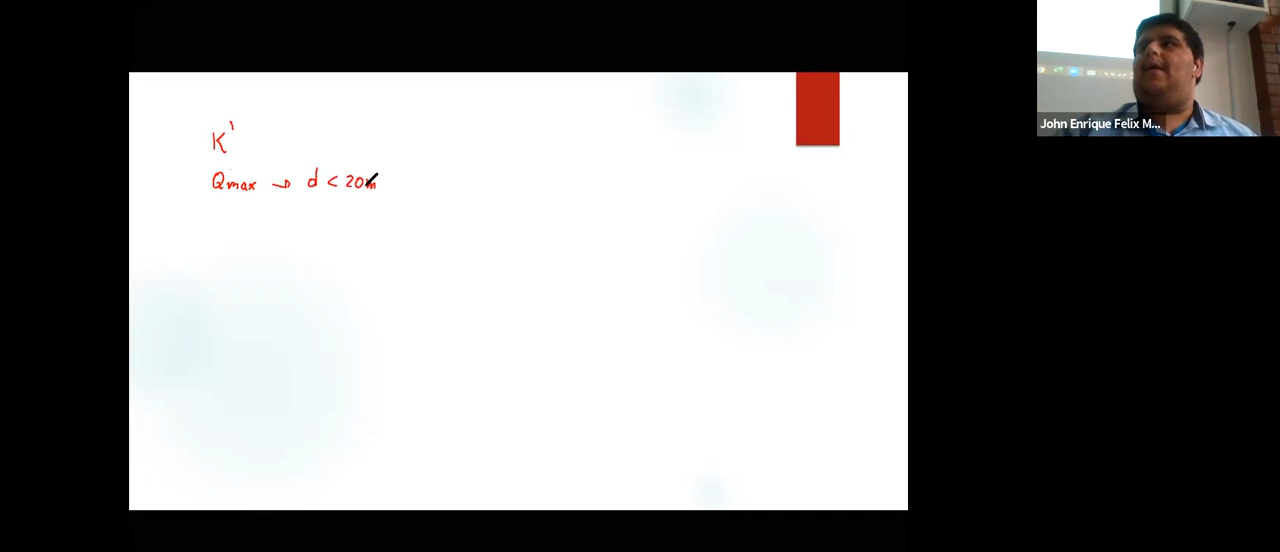 K'
Qmax → d < 20m
John Enrique Felix M...